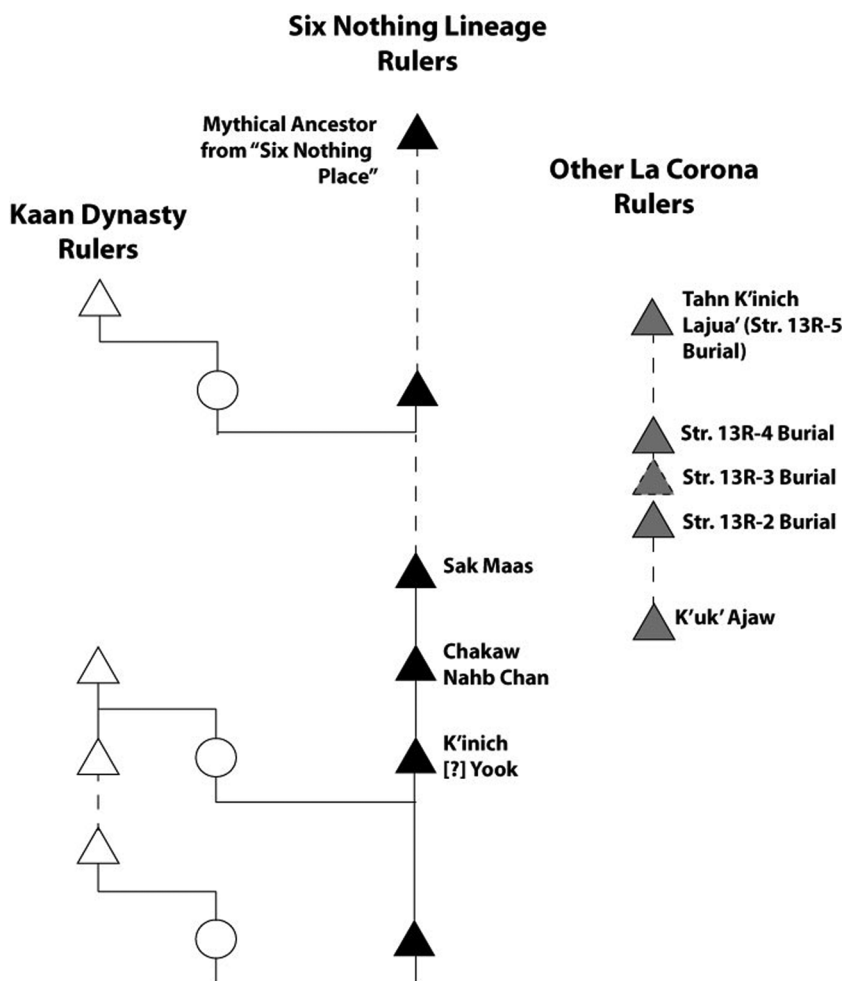 Six Nothing Lineage
Rulers
Mythical Ancestor
from “Six Nothing
Place”
Other La Corona
Rulers
Kaan Dynasty
Rulers
Tahn K’inich
Lajua’ (Str. 13R-5
Burial)
Str. 13R-4 Burial
Str. 13R-3 Burial
Str. 13R-2 Burial
Sak Maas
K’uk’ Ajaw
Chakaw
Nahb Chan
K’inich
[?] Yook